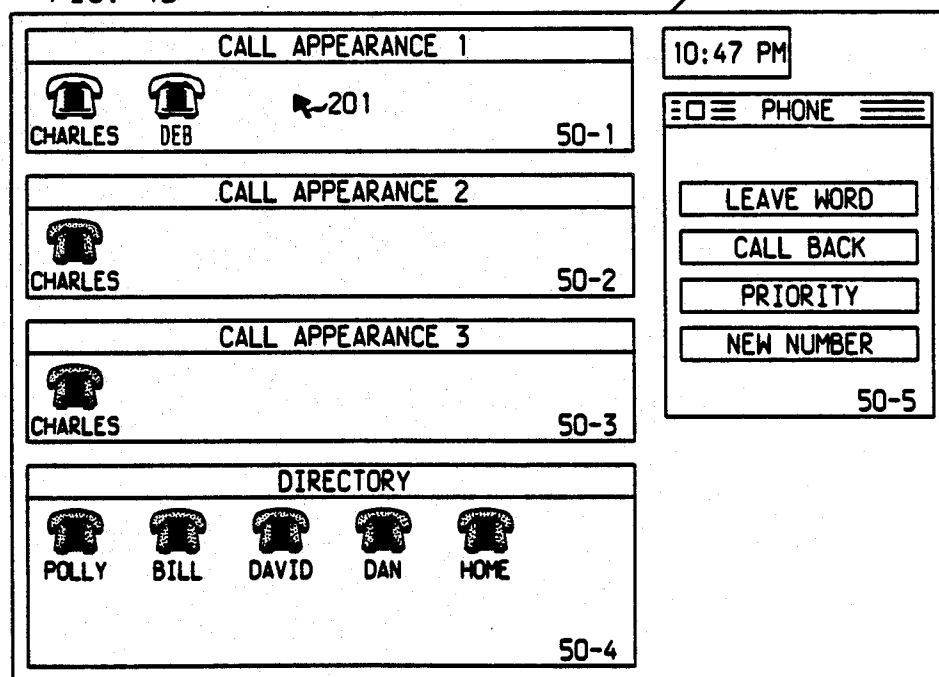 CALL APPEARANCE 1
CHARLES DEB
201
50-1
CALL APPEARANCE 2
CHARLES
50-2
CALL APPEARANCE 3
CHARLES
50-3
DIRECTORY
POLLY BILL DAVID DAN HOME
50-4
10:47 PM
PHONE
LEAVE WORD
CALL BACK
PRIORITY
NEW NUMBER
50-5